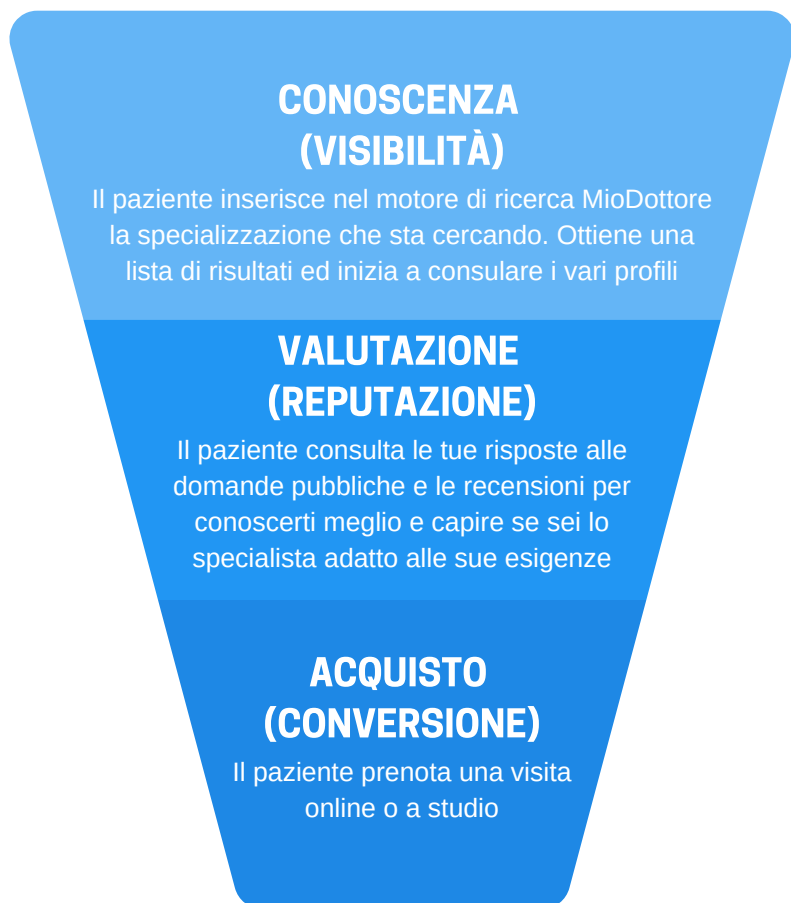 CONOSCENZA
(VISIBILITÀ)
Il paziente inserisce nel motore di ricerca MioDottore
la specializzazione che sta cercando. Ottiene una
lista di risultati ed inizia a consulare i vari profili
VALUTAZIONE
(REPUTAZIONE)
Il paziente consulta le tue risposte alle
domande pubbliche e le recensioni per
conoscerti meglio e capire se sei lo
specialista adatto alle sue esigenze
ACQUISTO
(CONVERSIONE)
Il paziente prenota una visita
online o a studio